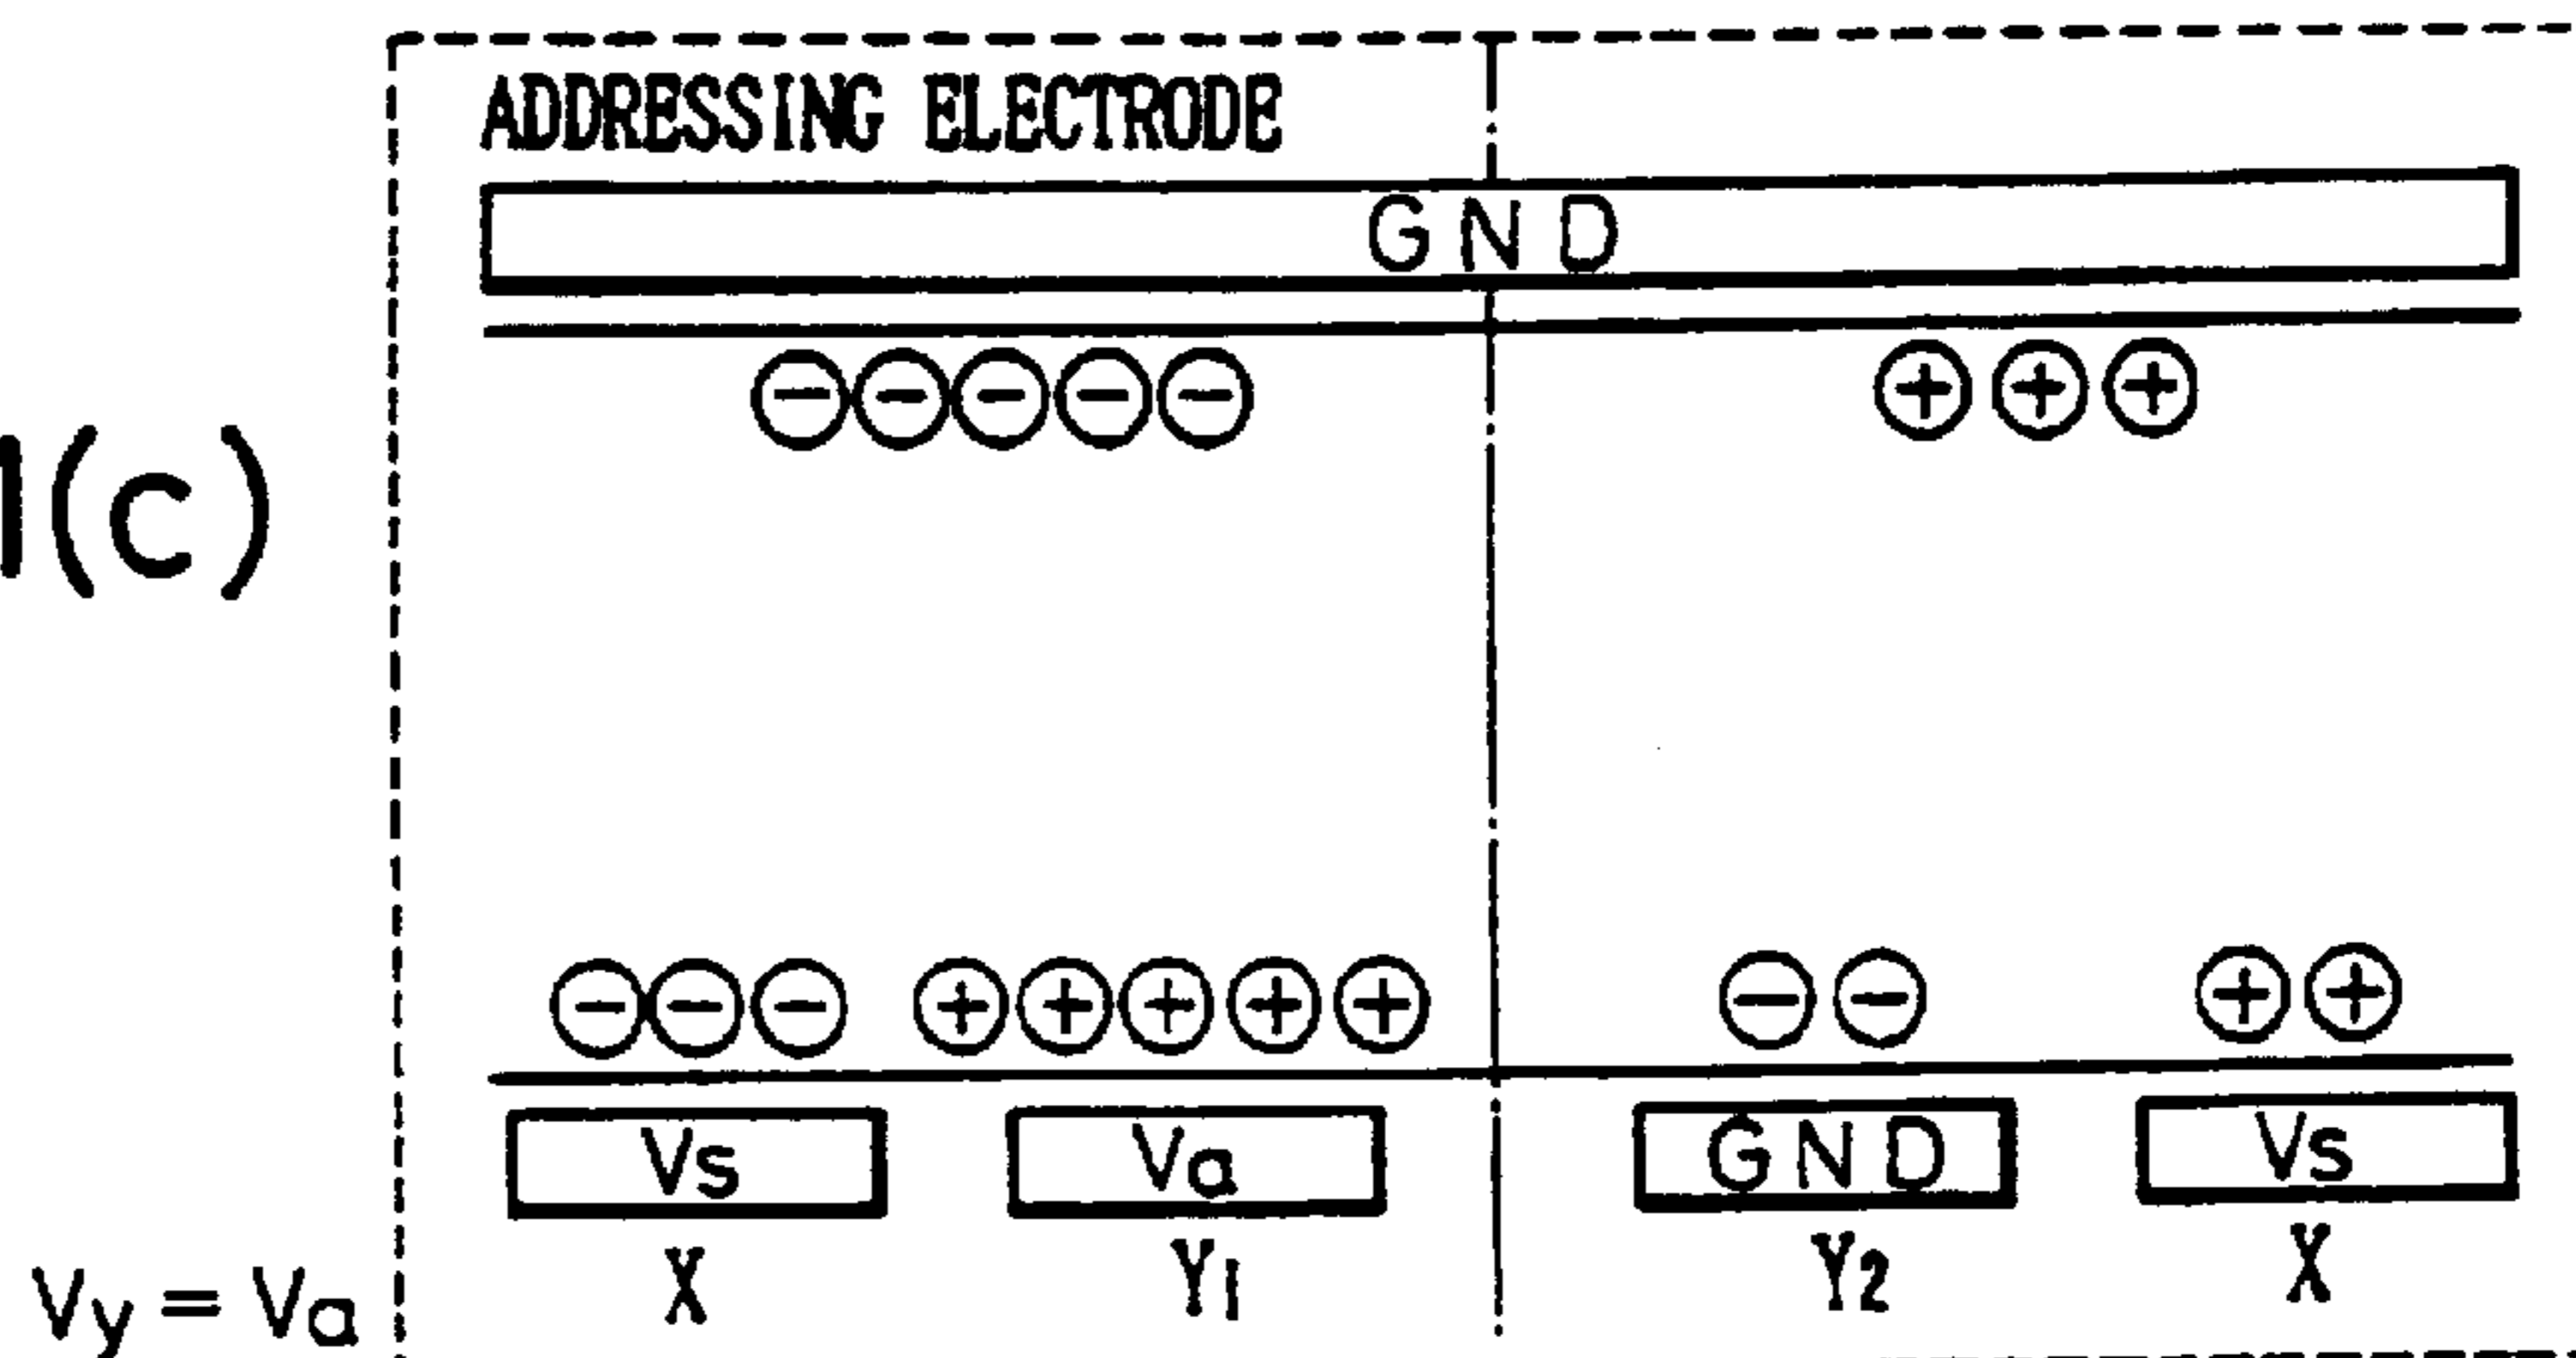 ADDRESSING ELECTRODE
GND
1(c)
⊖⊖⊖⊖⊖ ⊕⊕⊕
⊖⊖⊖ ⊕⊕⊕⊕⊕ ⊖⊖ ⊕⊕
Vs Va GND Vs
X Y1 Y2 X
Vy = Va